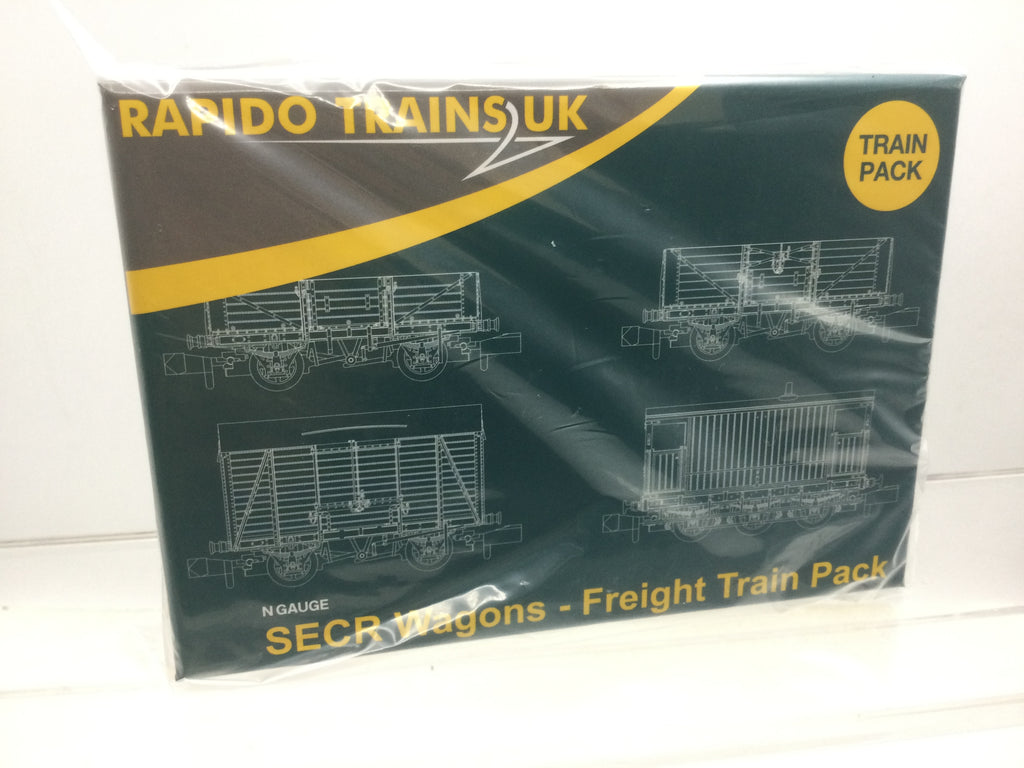 RAPIDO TRAINS UK
TRAIN
PACK
N GAUGE
SECR Wagons - Freight Train Pack